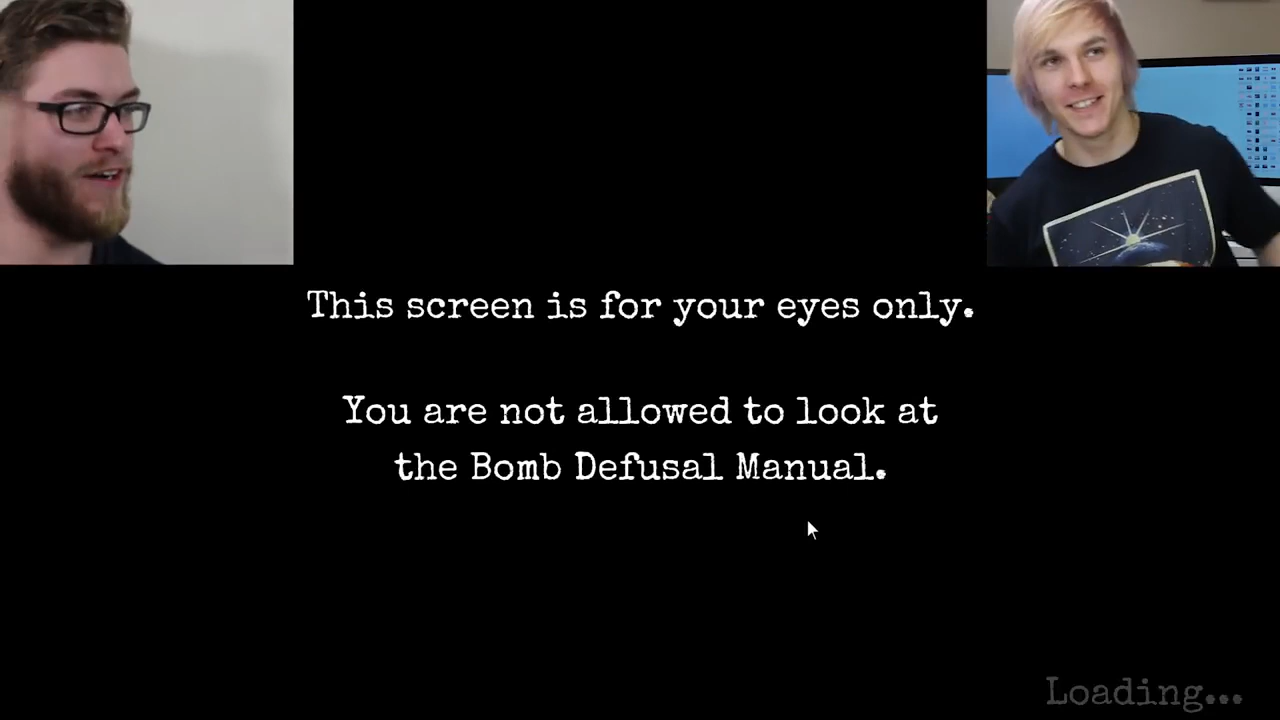 This screen is for your eyes only.
You are not allowed to look at
the Bomb Defusal Manual.
Loading...